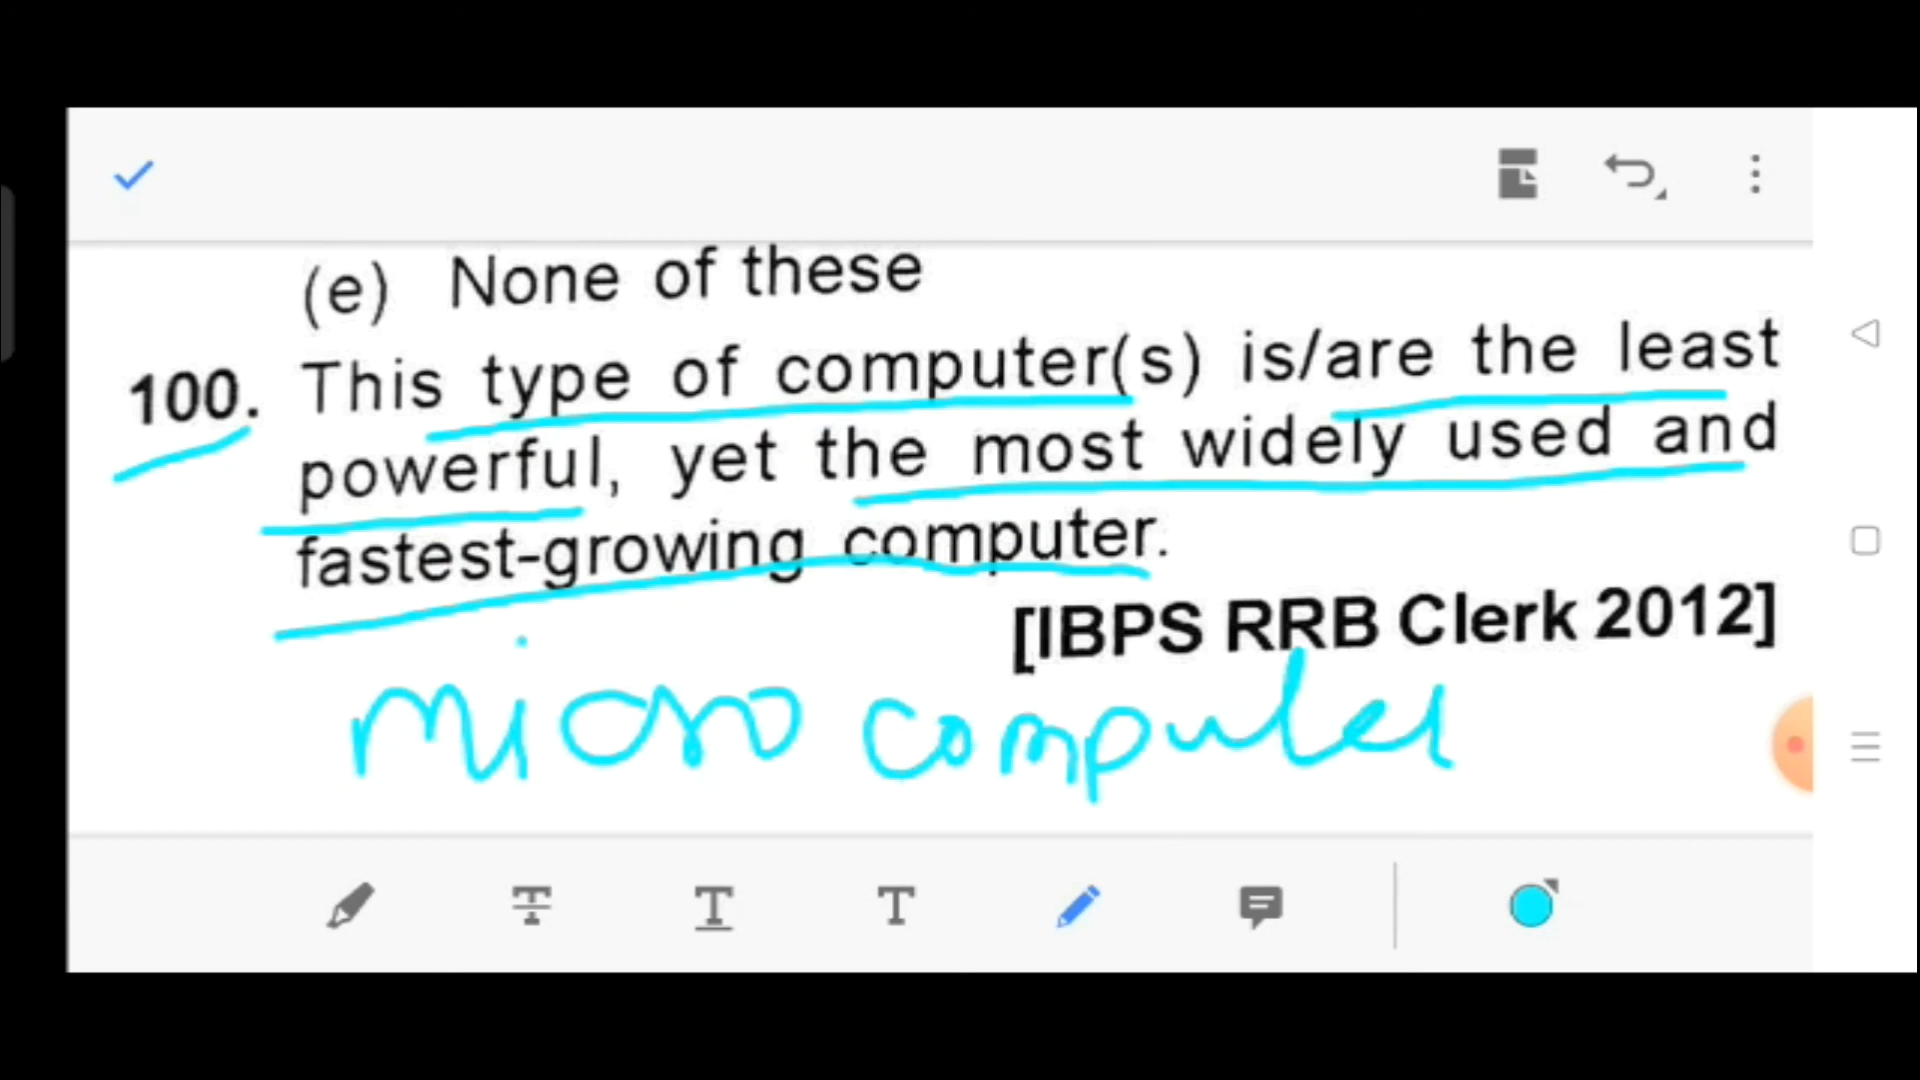 (e) None of these
100. This type of computer(s) is/are the least
powerful, yet the most widely used and
fastest-growing computer.
[IBPS RRB Clerk 2012]
micro computer